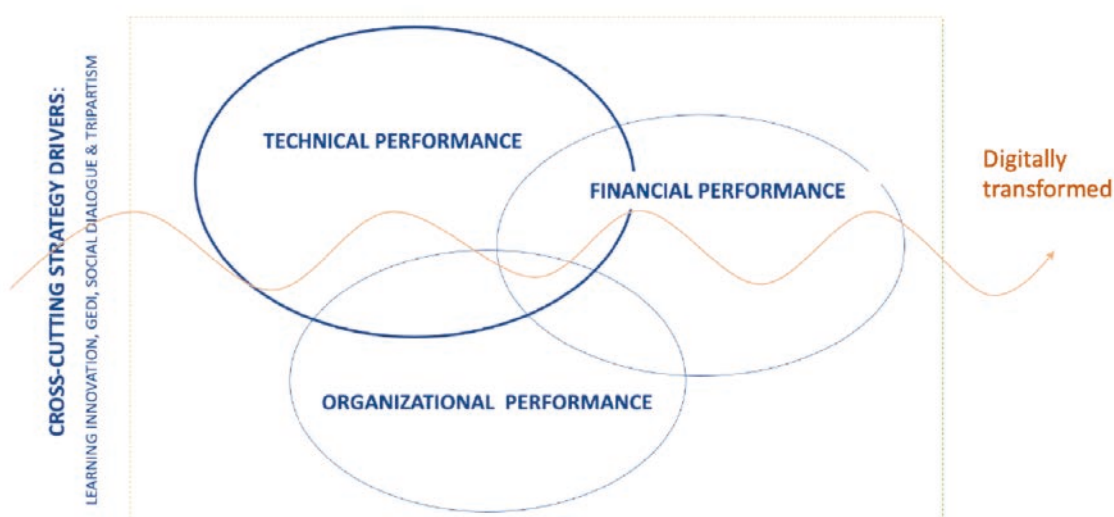 CROSS-CUTTING STRATEGY DRIVERS:
LEARNING INNOVATION, GEDI, SOCIAL DIALOGUE & TRIPARTISM
TECHNICAL PERFORMANCE
FINANCIAL PERFORMANCE
ORGANIZATIONAL PERFORMANCE
Digitally
transformed